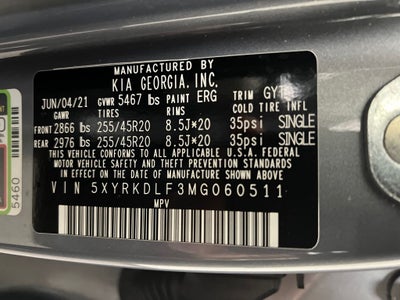 MANUFACTURED BY
KIA GEORGIA, INC.
JUN/04/21 GVWR 5467 lbs PAINT ERG TRIM
GAWR TIRES RIMS COLD TIRE INFL
FRONT 2866 lbs 255/45R20 8.5J×20 35psi SINGLE
REAR 2976 lbs 255/45R20 8.5J×20 35psi SINGLE
THIS VEHICLE CONFORMS TO ALL APPLICABLE U.S.A. FEDERAL
MOTOR VEHICLE SAFETY, BUMPER, AND THEFT PREVENTION STANDARDS
IN EFFECT ON THE DATE OF MANUFACTURE SHOWN ABOVE
VIN 5XYRKDLF3MG060511
MPV
5460